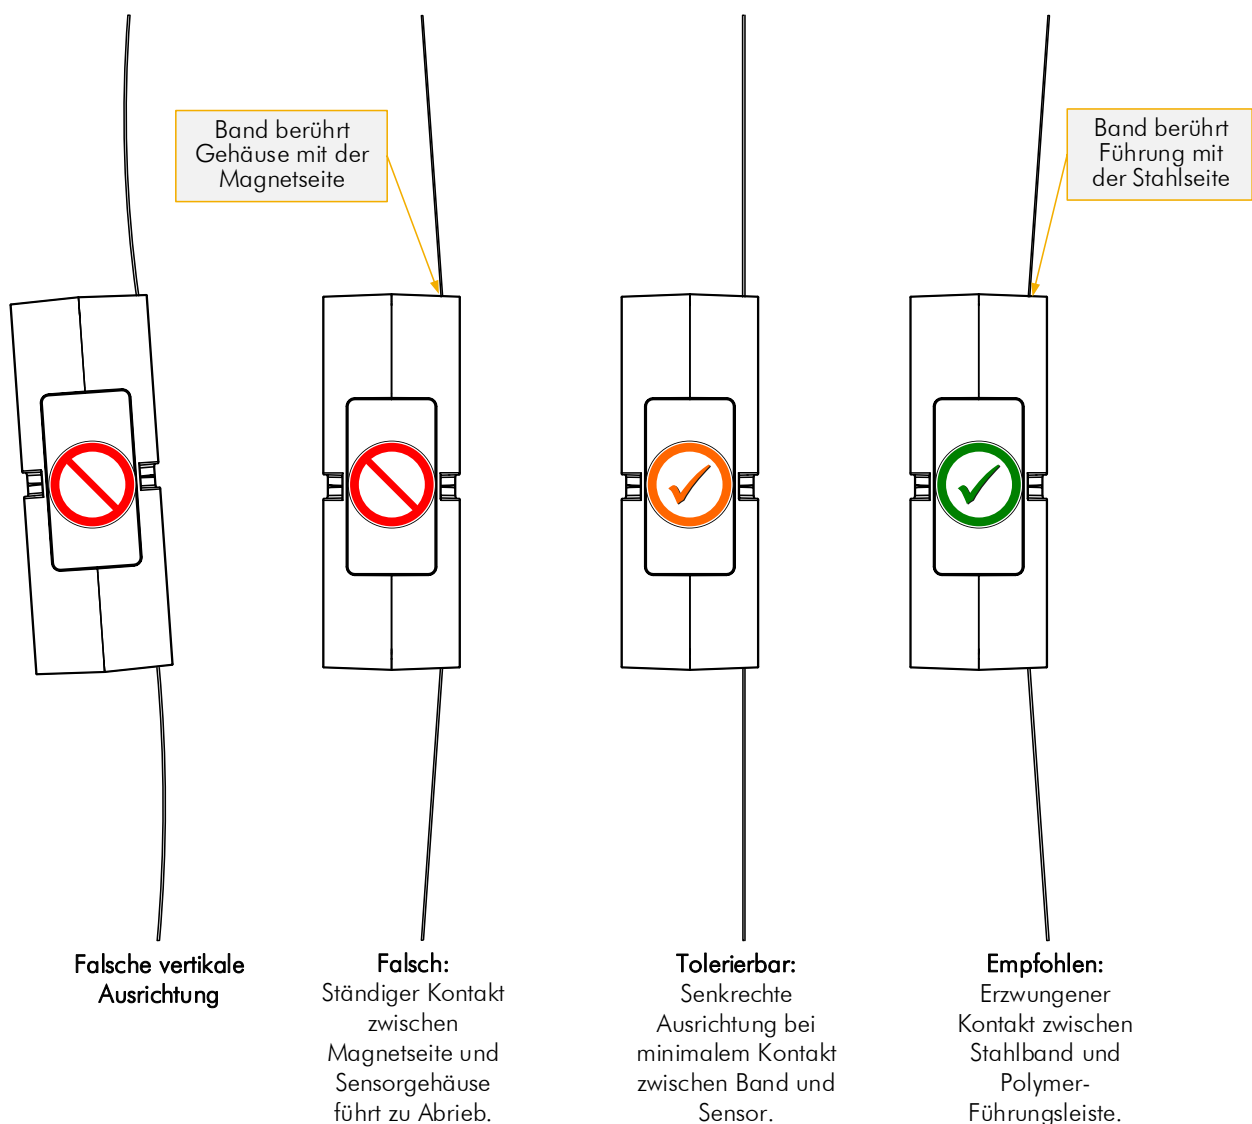 Band berührt
Gehäuse mit der
Magnetseite
Band berührt
Führung mit
der Stahlseite
Falsche vertikale
Ausrichtung
Falsch:
Ständiger Kontakt
zwischen
Magnetseite und
Sensorgehäuse
führt zu Abrieb.
Tolerierbar:
Senkrechte
Ausrichtung bei
minimalem Kontakt
zwischen Band und
Sensor.
Empfohlen:
Erzwungener
Kontakt zwischen
Stahlband und
Polymer-
Führungsleiste.